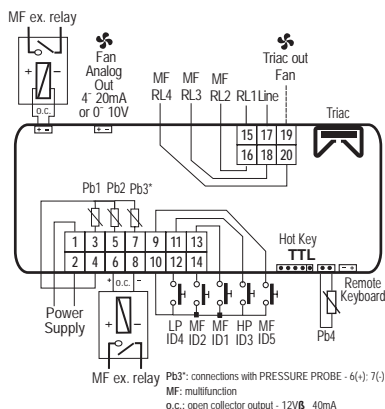 MF ex. relay
+ -
o.c.
+ -
Fan
Analog
Out
4~ 20mA
or 0~ 10V
+ -
MF
RL4
MF
RL3
MF
RL2
RL1
Line
Triac out
Fan
15 17 19
16 18 20
Triac
Pb1 Pb2 Pb3*
1 3 5 7 9 11 13
2 4 6 8 10 12 14
Hot Key
TTL
+ -
Power
Supply
+ o.c. -
+ -
MF ex. relay
LP
ID4
MF
ID2
MF
ID1
HP
ID3
MF
ID5
Pb4
Remote
Keyboard
Pb3*: connections with PRESSURE PROBE - 6(+); 7(-)
MF: multifunction
o.c.: open collector output - 12Vß 40mA